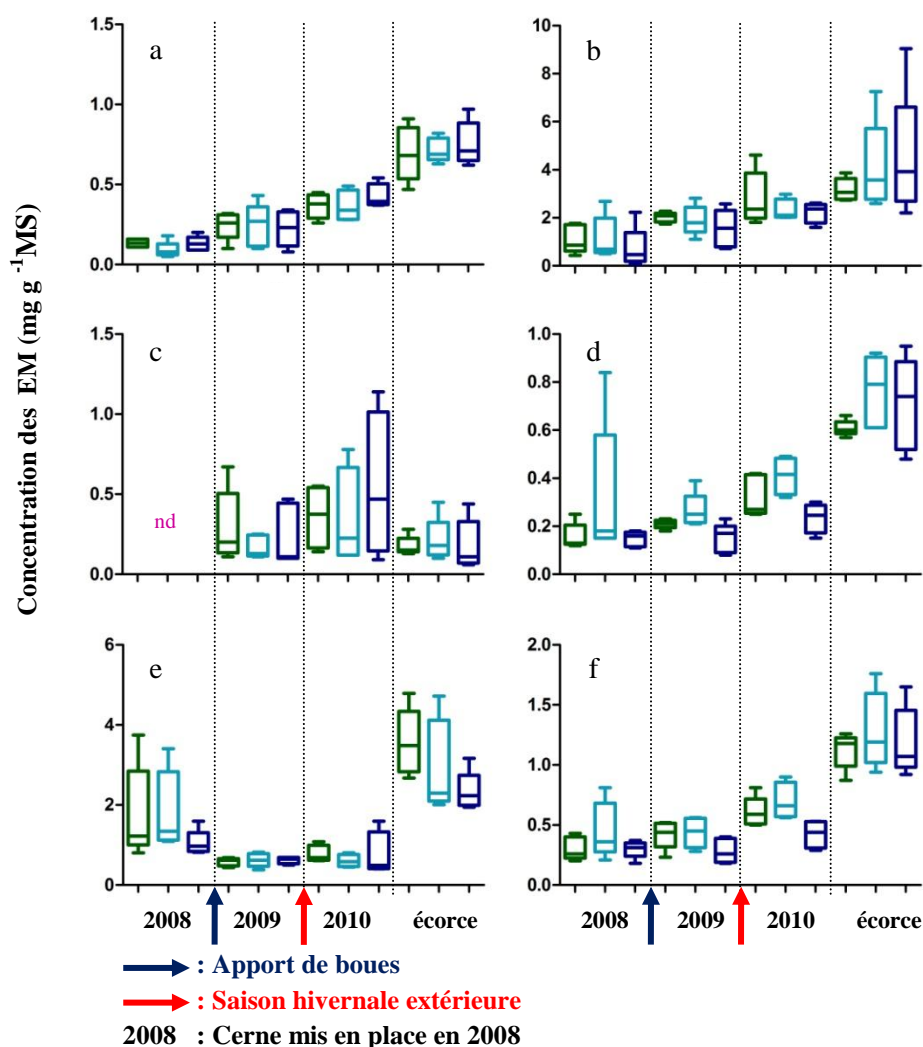 Concentration des EM (mg g -1MS)
a
1.5
1.0
0.5
0.0
b
10
8
6
4
2
0
c
1.5
1.0
0.5
0.0
nd
d
1.0
0.8
0.6
0.4
0.2
0.0
e
6
4
2
0
f
2.0
1.5
1.0
0.5
0.0
2008 2009 2010 écorce
2008 2009 2010 écorce
: Apport de boues
: Saison hivernale extérieure
2008 : Cerne mis en place en 2008